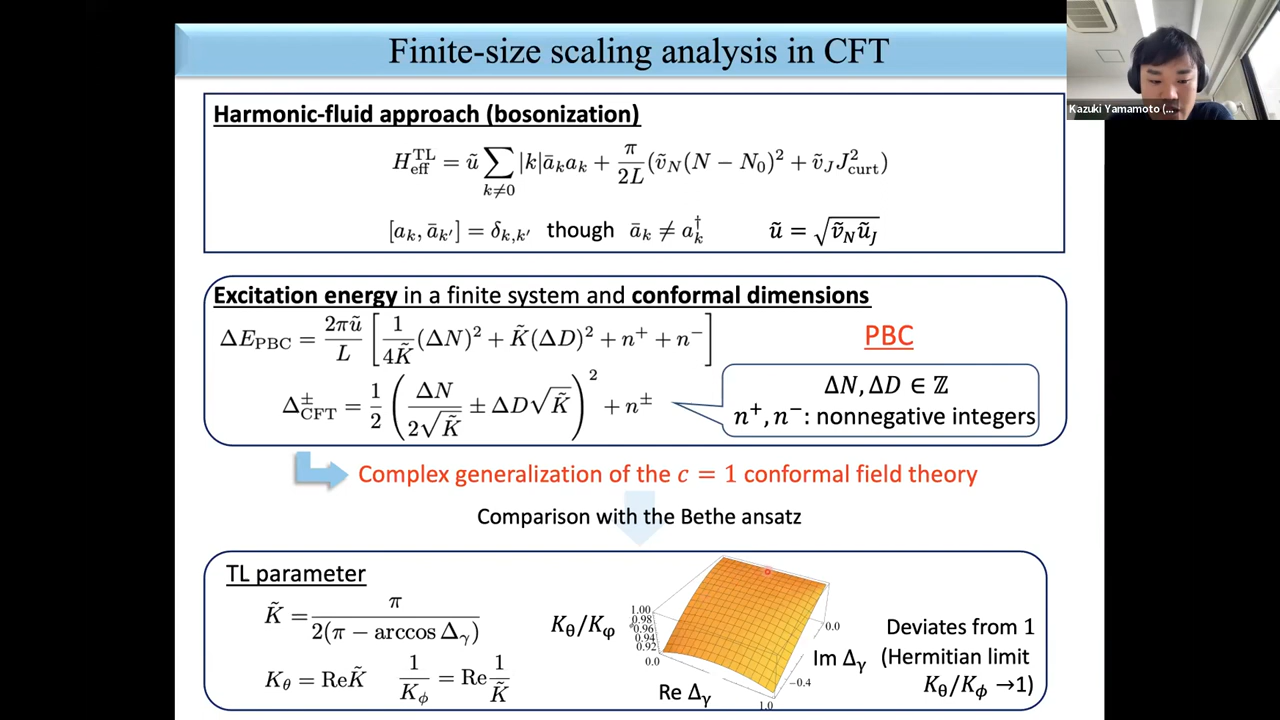 Finite-size scaling analysis in CFT
Kazuki Yamamoto (...
Harmonic-fluid approach (bosonization)
H_eff^TL = ũ ∑_{k≠0} |k|ā_k a_k + π/2L (ṽ_N(N − N_0)^2 + ṽ_J J_curt^2)
[a_k, ā_k′] = δ_k,k′ though ā_k ≠ a_k^† ũ = √(ṽ_N ũ_J)
Excitation energy in a finite system and conformal dimensions
ΔE_PBC = 2πũ/L [1/4K̃ (ΔN)^2 + K̃(ΔD)^2 + n^+ + n^−]
PBC
Δ_CFT^± = 1/2 (ΔN/2√K̃ ± ΔD√K̃)^2 + n^±
ΔN, ΔD ∈ ℤ
n^+, n^−: nonnegative integers
Complex generalization of the c = 1 conformal field theory
Comparison with the Bethe ansatz
TL parameter
K̃ = π/2(π − arccos Δ_γ)
K_θ = ReK̃ 1/K_ϕ = Re 1/K̃
K_θ/K_φ
1.00
0.98
0.96
0.94
0.92
0.0
Re Δ_γ
1.0
0.0
Im Δ_γ
−0.4
Deviates from 1
(Hermitian limit
K_θ/K_ϕ →1)